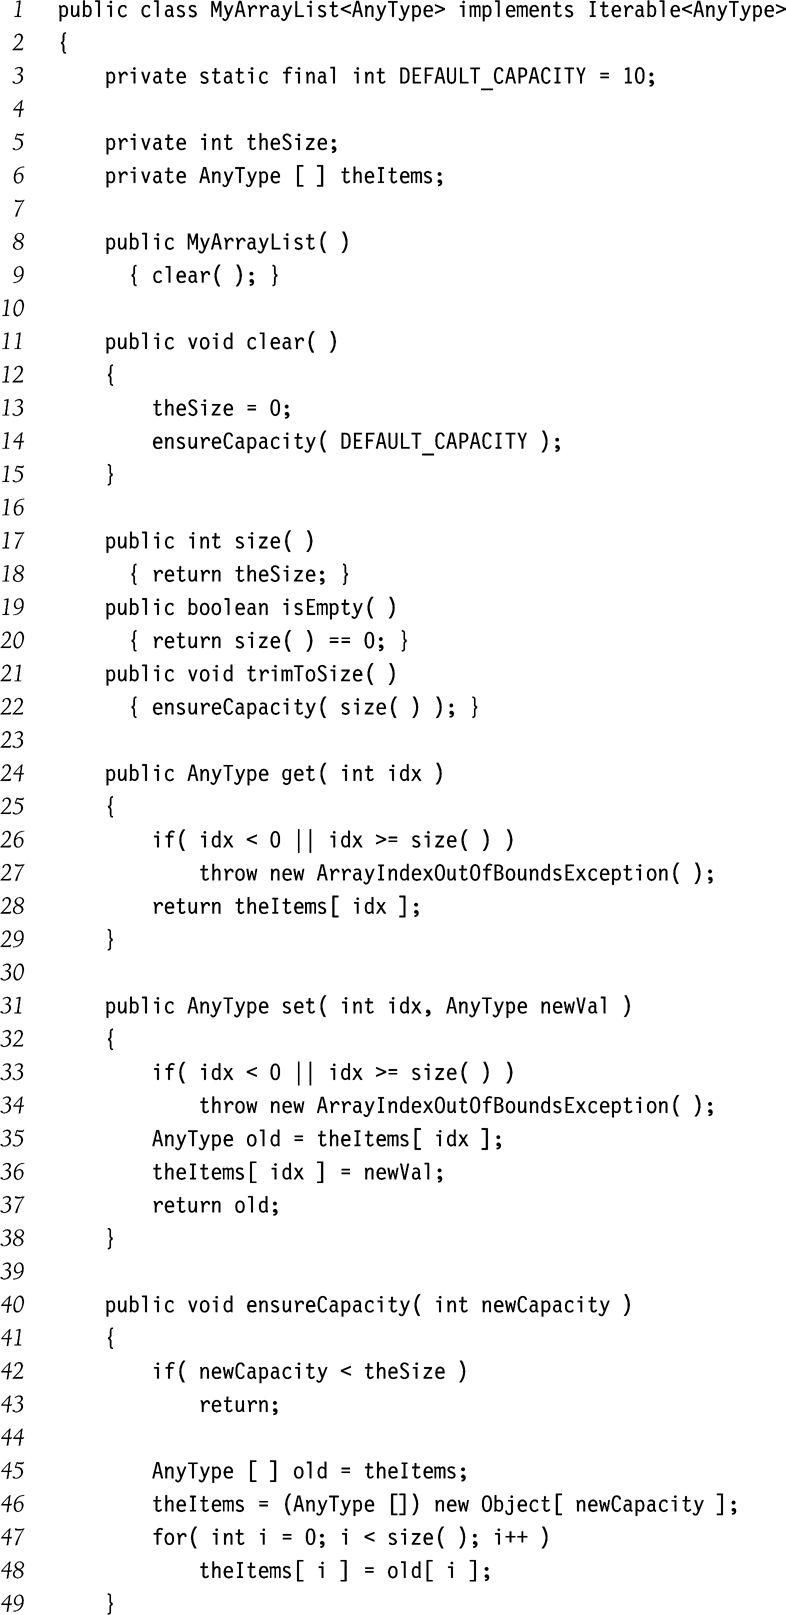 1 public class MyArrayList<AnyType> implements Iterable<AnyType>
2 {
3     private static final int DEFAULT_CAPACITY = 10;
4
5     private int theSize;
6     private AnyType [ ] theItems;
7
8     public MyArrayList( )
9       { clear( ); }
10
11     public void clear( )
12     {
13         theSize = 0;
14         ensureCapacity( DEFAULT_CAPACITY );
15     }
16
17     public int size( )
18       { return theSize; }
19     public boolean isEmpty( )
20       { return size( ) == 0; }
21     public void trimToSize( )
22       { ensureCapacity( size( ) ); }
23
24     public AnyType get( int idx )
25     {
26         if( idx < 0 || idx >= size( ) )
27             throw new ArrayIndexOutOfBoundsException( );
28         return theItems[ idx ];
29     }
30
31     public AnyType set( int idx, AnyType newVal )
32     {
33         if( idx < 0 || idx >= size( ) )
34             throw new ArrayIndexOutOfBoundsException( );
35         AnyType old = theItems[ idx ];
36         theItems[ idx ] = newVal;
37         return old;
38     }
39
40     public void ensureCapacity( int newCapacity )
41     {
42         if( newCapacity < theSize )
43             return;
44
45         AnyType [ ] old = theItems;
46         theItems = (AnyType []) new Object[ newCapacity ];
47         for( int i = 0; i < size( ); i++ )
48             theItems[ i ] = old[ i ];
49     }